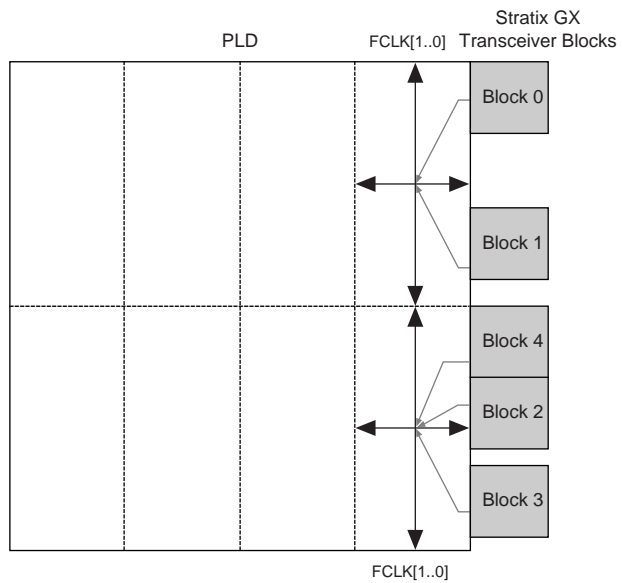 Stratix GX
PLD FCLK[1..0] Transceiver Blocks
Block 0
Block 1
Block 4
Block 2
Block 3
FCLK[1..0]